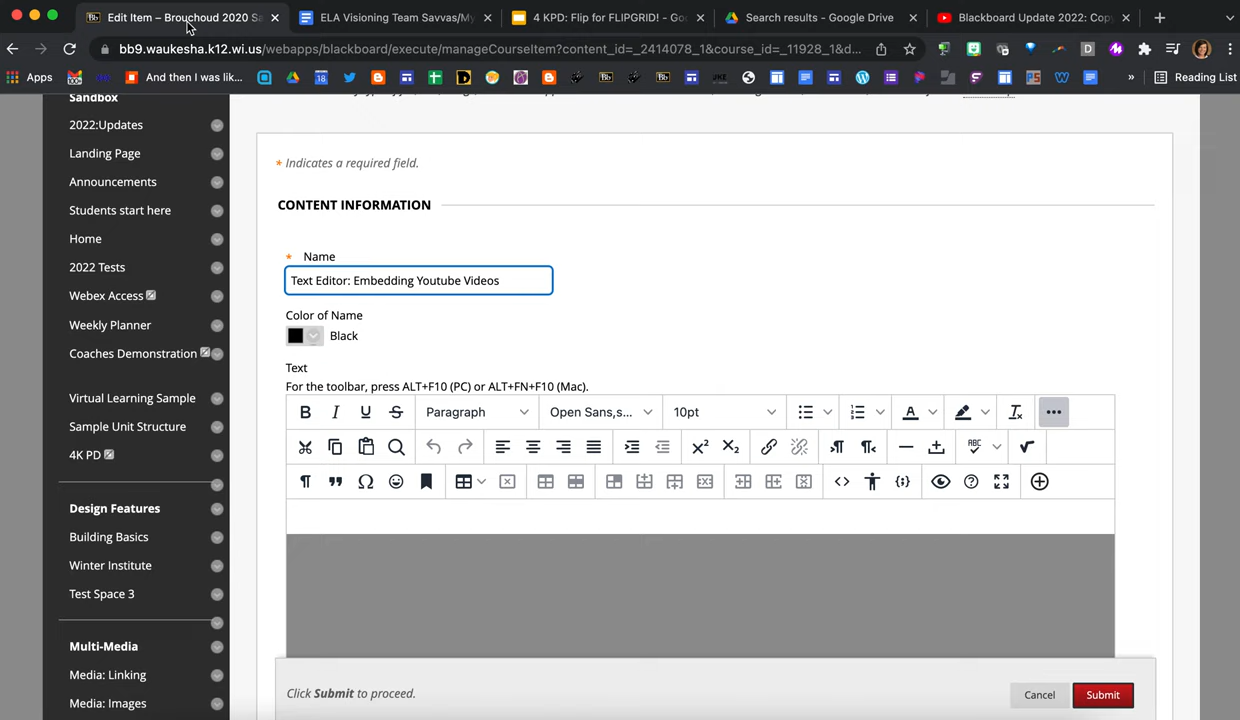 Edit Item – Brouchoud 2020 Sa
ELA Visioning Team Savvas/My
4 KPD: Flip for FLIPGRID! - Goo
Search results - Google Drive
Blackboard Update 2022: Copy
bb9.waukesha.k12.wi.us/webapps/blackboard/execute/manageCourseItem?content_id=_2414078_1&course_id=_11928_1&d...
Apps
And then I was lik...
Reading List
Sandbox
2022:Updates
Landing Page
Announcements
Students start here
Home
2022 Tests
Webex Access
Weekly Planner
Coaches Demonstration
Virtual Learning Sample
Sample Unit Structure
4K PD
Design Features
Building Basics
Winter Institute
Test Space 3
Multi-Media
Media: Linking
Media: Images
* Indicates a required field.
CONTENT INFORMATION
* Name
Text Editor: Embedding Youtube Videos
Color of Name
Black
Text
For the toolbar, press ALT+F10 (PC) or ALT+FN+F10 (Mac).
B I U S Paragraph Open Sans,s... 10pt
Click Submit to proceed.
Cancel
Submit